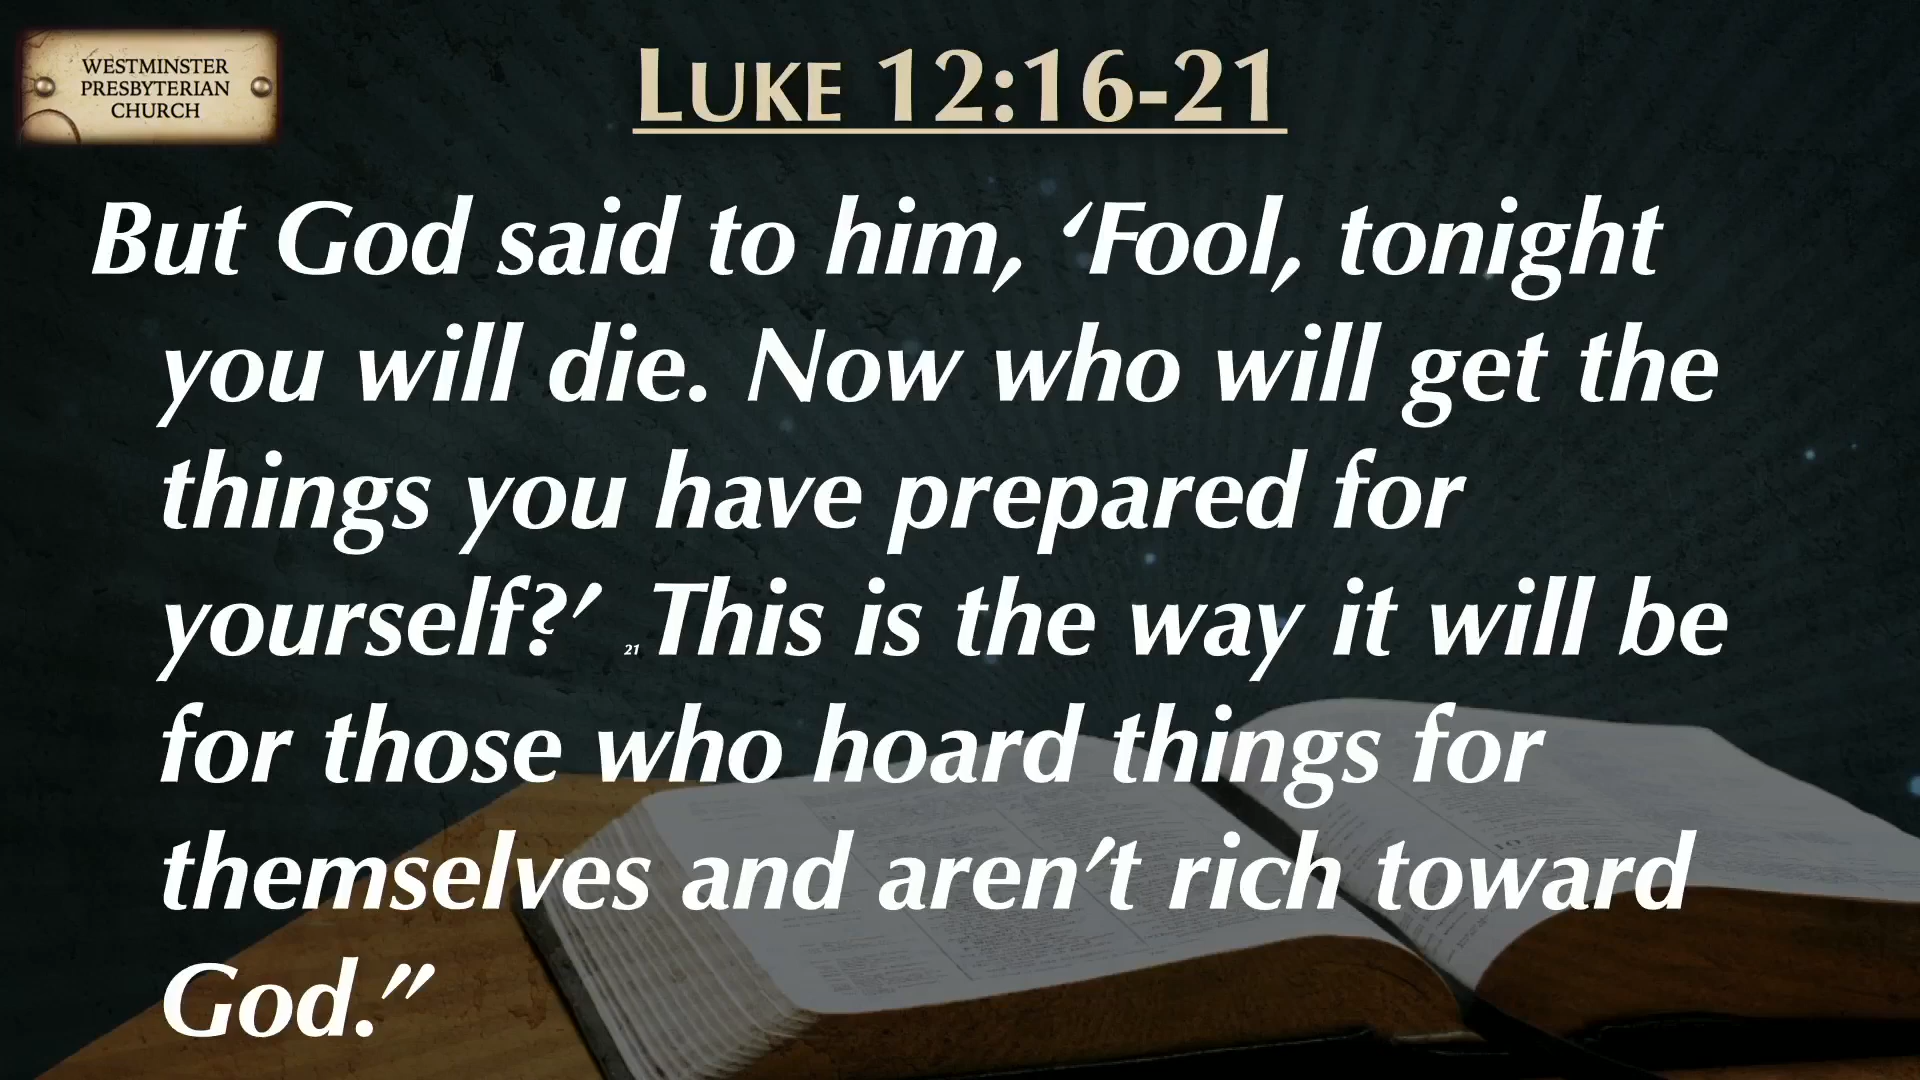 WESTMINSTER
PRESBYTERIAN
CHURCH
LUKE 12:16-21
But God said to him, ‘Fool, tonight
you will die. Now who will get the
things you have prepared for
yourself?’ 21 This is the way it will be
for those who hoard things for
themselves and aren’t rich toward
God.”